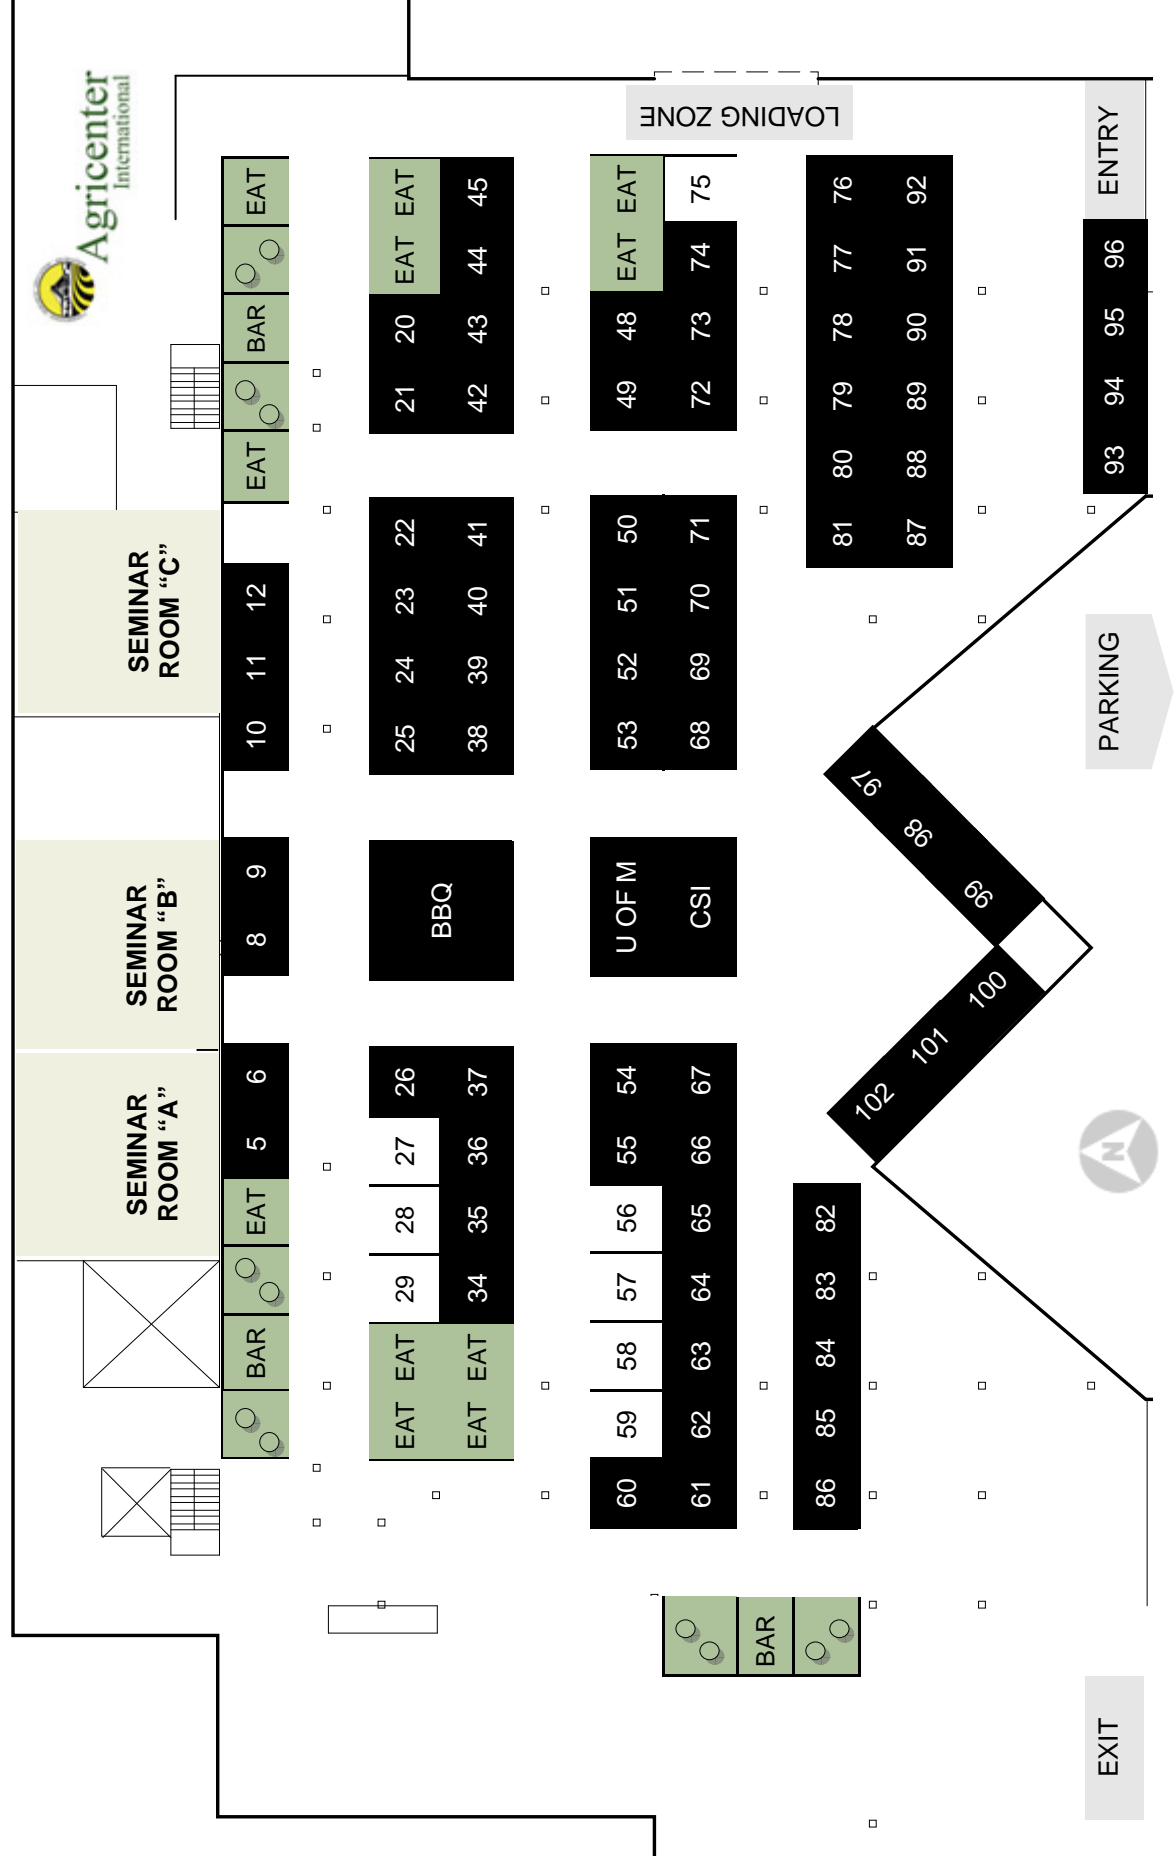 Agricenter
International
SEMINAR
ROOM “A”
SEMINAR
ROOM “B”
SEMINAR
ROOM “C”
BAR EAT 5 6 8 9 10 11 12 EAT BAR EAT
EAT EAT 29 28 27 26 25 24 23 22 21 20 EAT EAT
BBQ
EAT EAT 34 35 36 37 38 39 40 41 42 43 44 45
60 59 58 57 56 55 54 U OF M 53 52 51 50 49 48 EAT EAT
61 62 63 64 65 66 67 CSI 68 69 70 71 72 73 74 75
LOADING ZONE
BAR
86 85 84 83 82
81 80 79 78 77 76
87 88 89 90 91 92
102 101 100 99 98 97
93 94 95 96
EXIT
N
PARKING
ENTRY